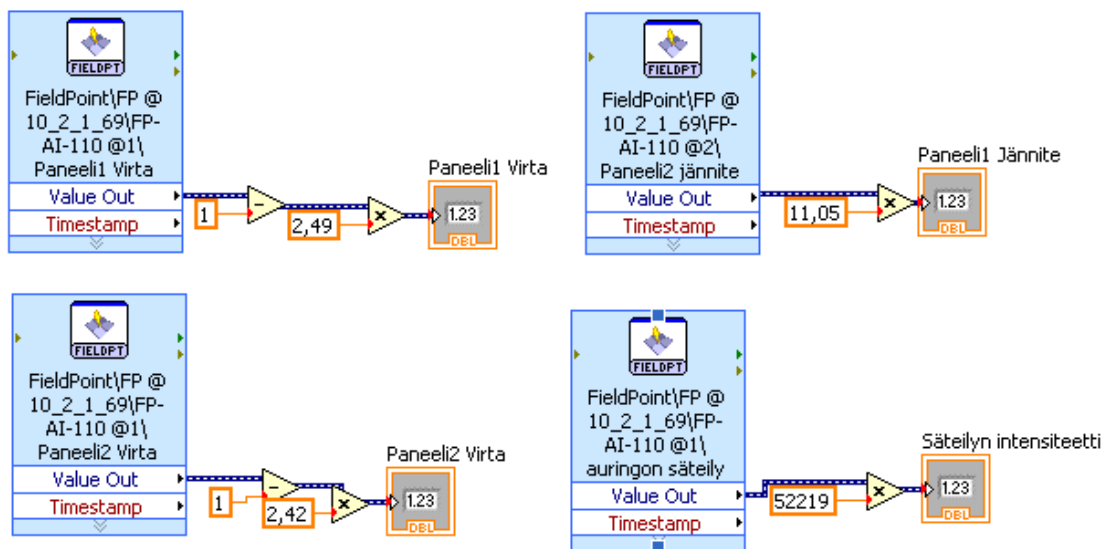 FIELDPT
FieldPoint\FP @
10_2_1_69\FP-
AI-110 @1\
Paneeli1 Virta
Value Out
Timestamp
1
2,49
Paneeli1 Virta
1.23
DBL
FIELDPT
FieldPoint\FP @
10_2_1_69\FP-
AI-110 @2\
Paneeli2 jännite
Value Out
Timestamp
11,05
Paneeli1 Jännite
1.23
DBL
FIELDPT
FieldPoint\FP @
10_2_1_69\FP-
AI-110 @1\
Paneeli2 Virta
Value Out
Timestamp
1
2,42
Paneeli2 Virta
1.23
DBL
FIELDPT
FieldPoint\FP @
10_2_1_69\FP-
AI-110 @1\
auringon säteily
Value Out
Timestamp
52219
Säteilyn intensiteetti
1.23
DBL